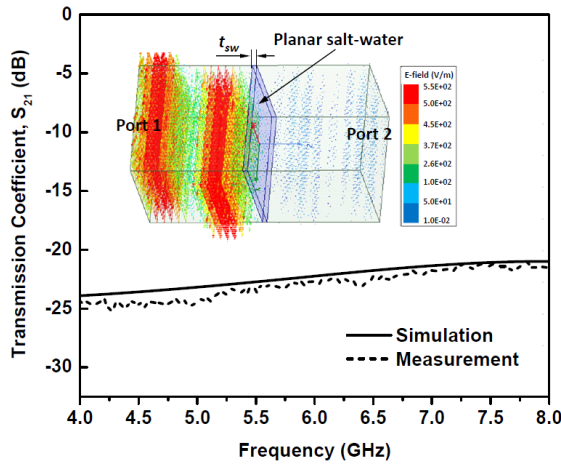 0
-5
-10
-15
-20
-25
-30
Transmission Coefficient, S21 (dB)
tsw
Planar salt-water
Port 1
Port 2
E-field (V/m)
5.5E+02
5.0E+02
4.5E+02
3.7E+02
2.6E+02
1.0E+02
5.0E+01
1.0E-02
Simulation
Measurement
4.0 4.5 5.0 5.5 6.0 6.5 7.0 7.5 8.0
Frequency (GHz)